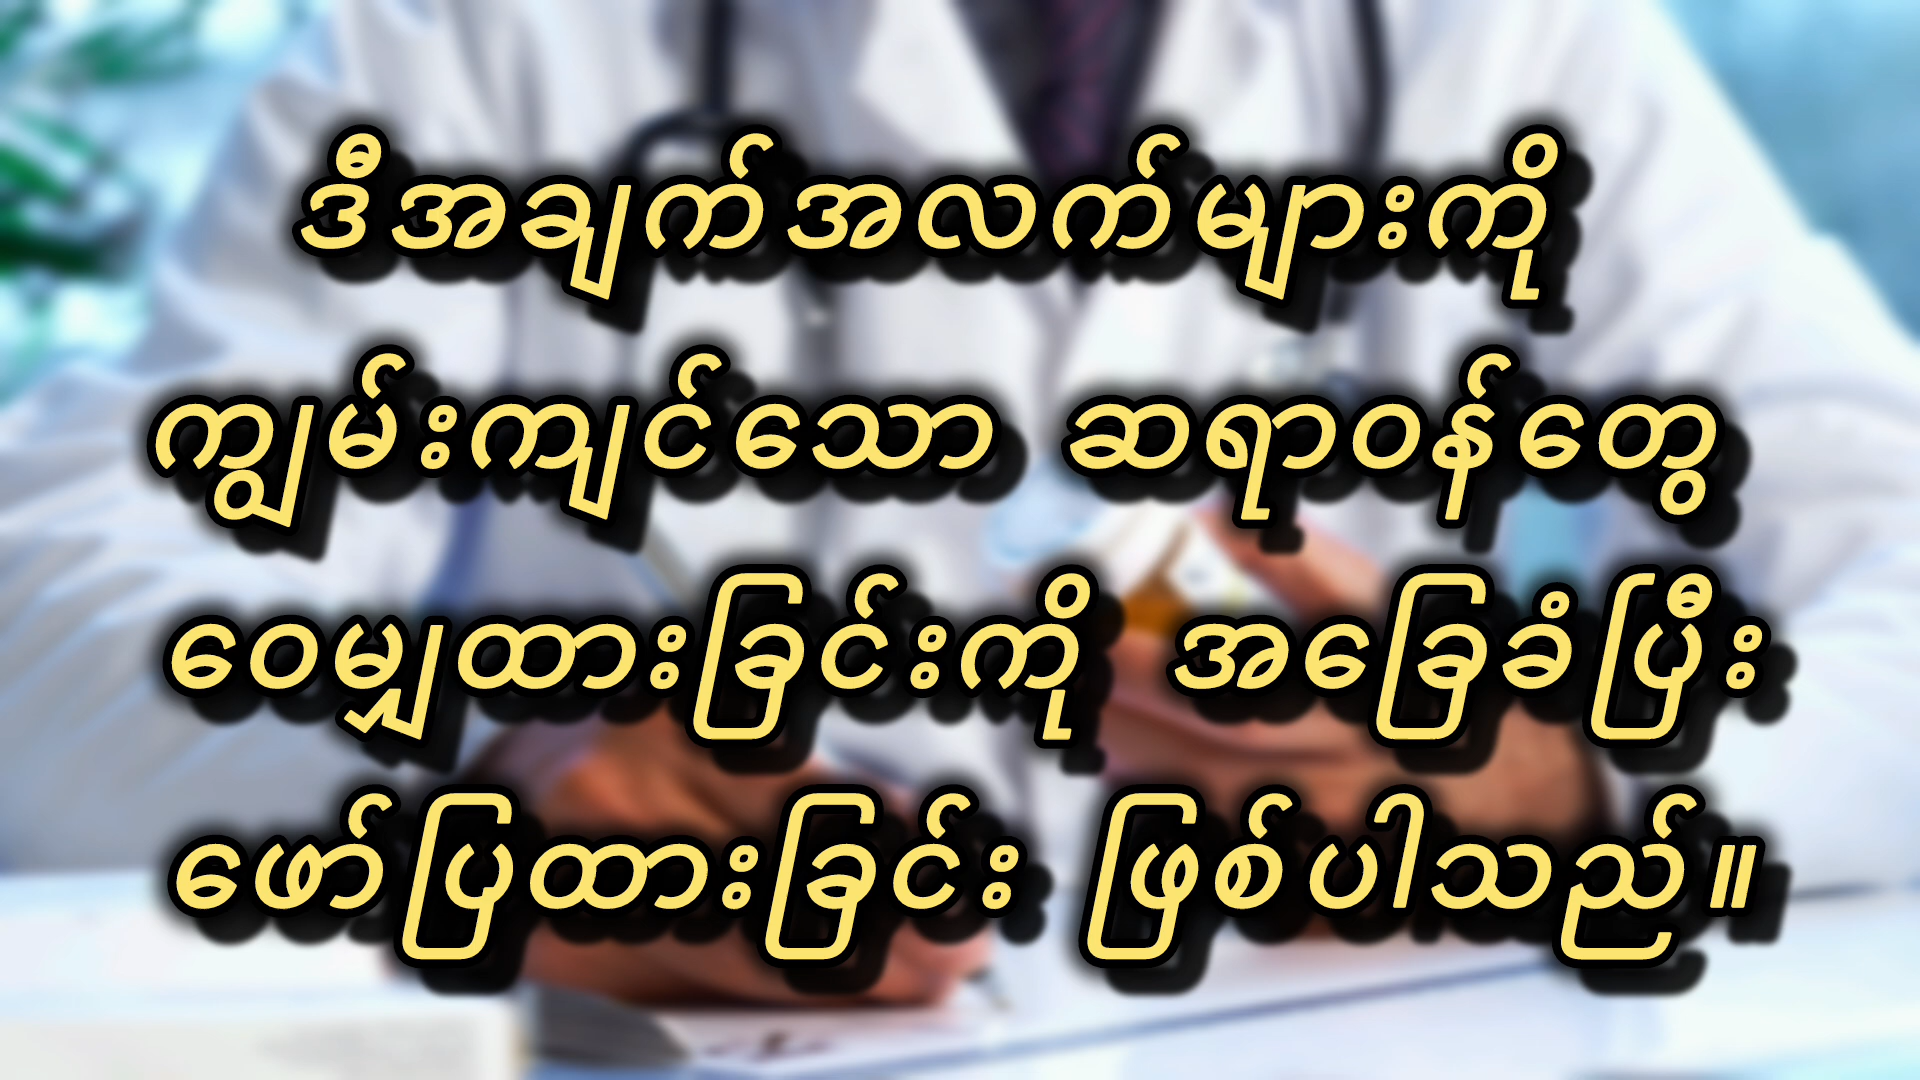 ဒီအချက်အလက်များကို
ကျွမ်းကျင်သော ဆရာဝန်တွေ
ဝေမျှထားခြင်းကို အခြေခံပြီး
ဖော်ပြထားခြင်း ဖြစ်ပါသည်။